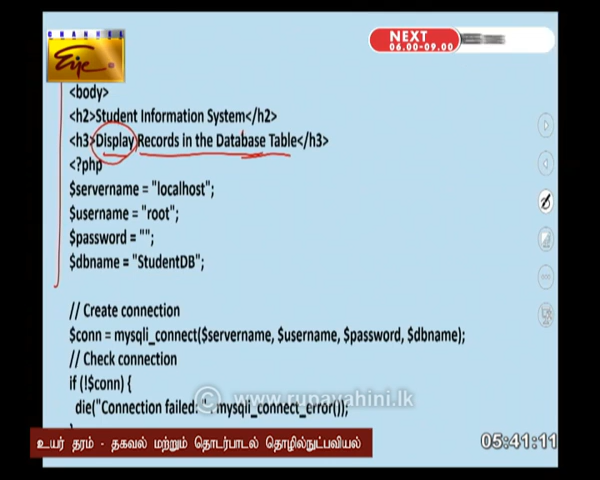 CHANNEL
Eye
NEXT
06.00-09.00
<body>
<h2>Student Information System</h2>
<h3>Display Records in the Database Table</h3>
<?php
$servername = "localhost";
$username = "root";
$password = "";
$dbname = "StudentDB";
// Create connection
$conn = mysqli_connect($servername, $username, $password, $dbname);
// Check connection
if (!$conn) {
die("Connection failed: " . mysqli_connect_error());
© www.rupavahini.lk
உயர் தரம் - தகவல் மற்றும் தொடர்பாடல் தொழில்நுட்பவியல்
05:41:11